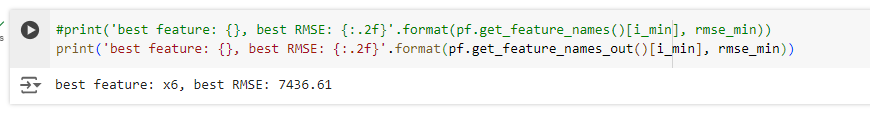 #print('best feature: {}, best RMSE: {:.2f}'.format(pf.get_feature_names()[i_min], rmse_min))
print('best feature: {}, best RMSE: {:.2f}'.format(pf.get_feature_names_out()[i_min], rmse_min))
best feature: x6, best RMSE: 7436.61